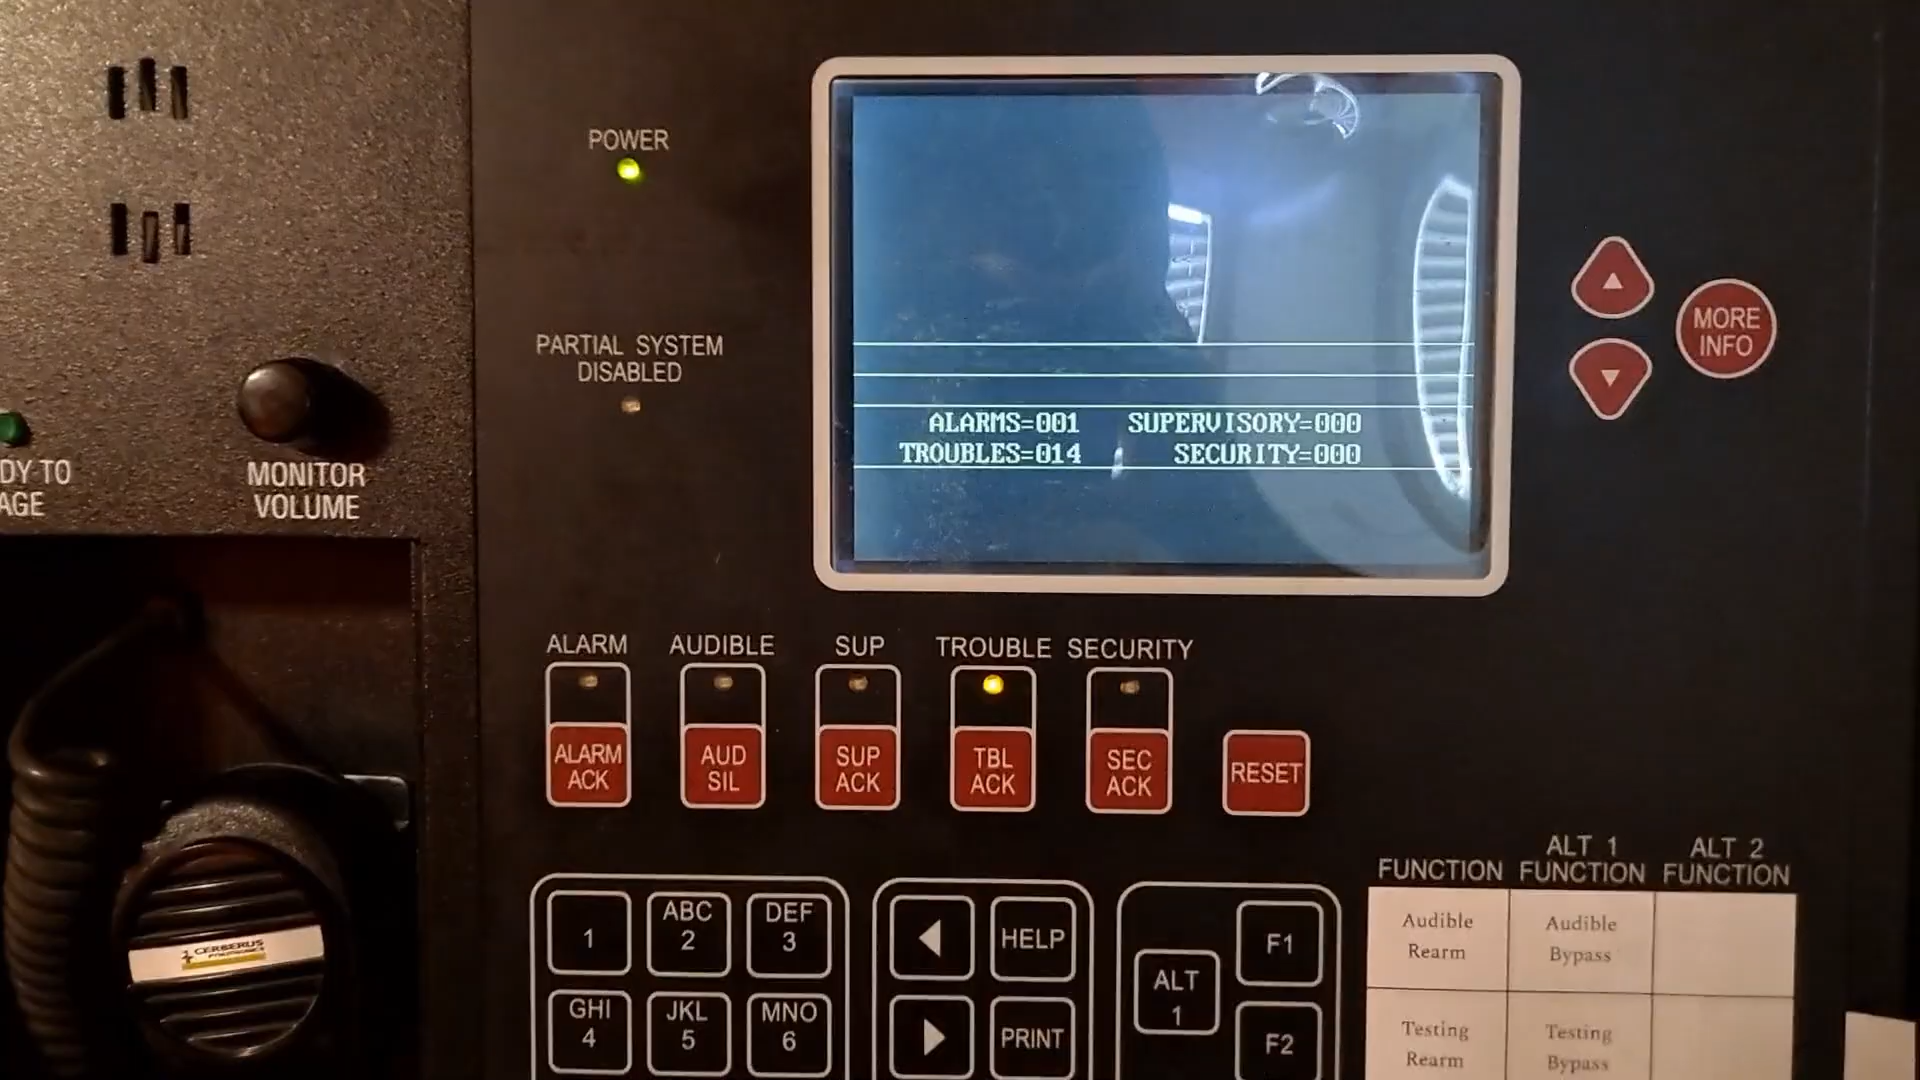 POWER
PARTIAL SYSTEM
DISABLED
DY TO
AGE
MONITOR
VOLUME
ALARMS=001 SUPERVISORY=000
TROUBLES=014 SECURITY=000
MORE
INFO
ALARM
AUDIBLE
SUP
TROUBLE
SECURITY
ALARM
ACK
AUD
SIL
SUP
ACK
TBL
ACK
SEC
ACK
RESET
1
ABC
2
DEF
3
GHI
4
JKL
5
MNO
6
HELP
PRINT
ALT
1
F1
F2
FUNCTION
ALT 1
FUNCTION
ALT 2
FUNCTION
Audible
Rearm
Audible
Bypass
Testing
Rearm
Testing
Bypass
CERBERUS